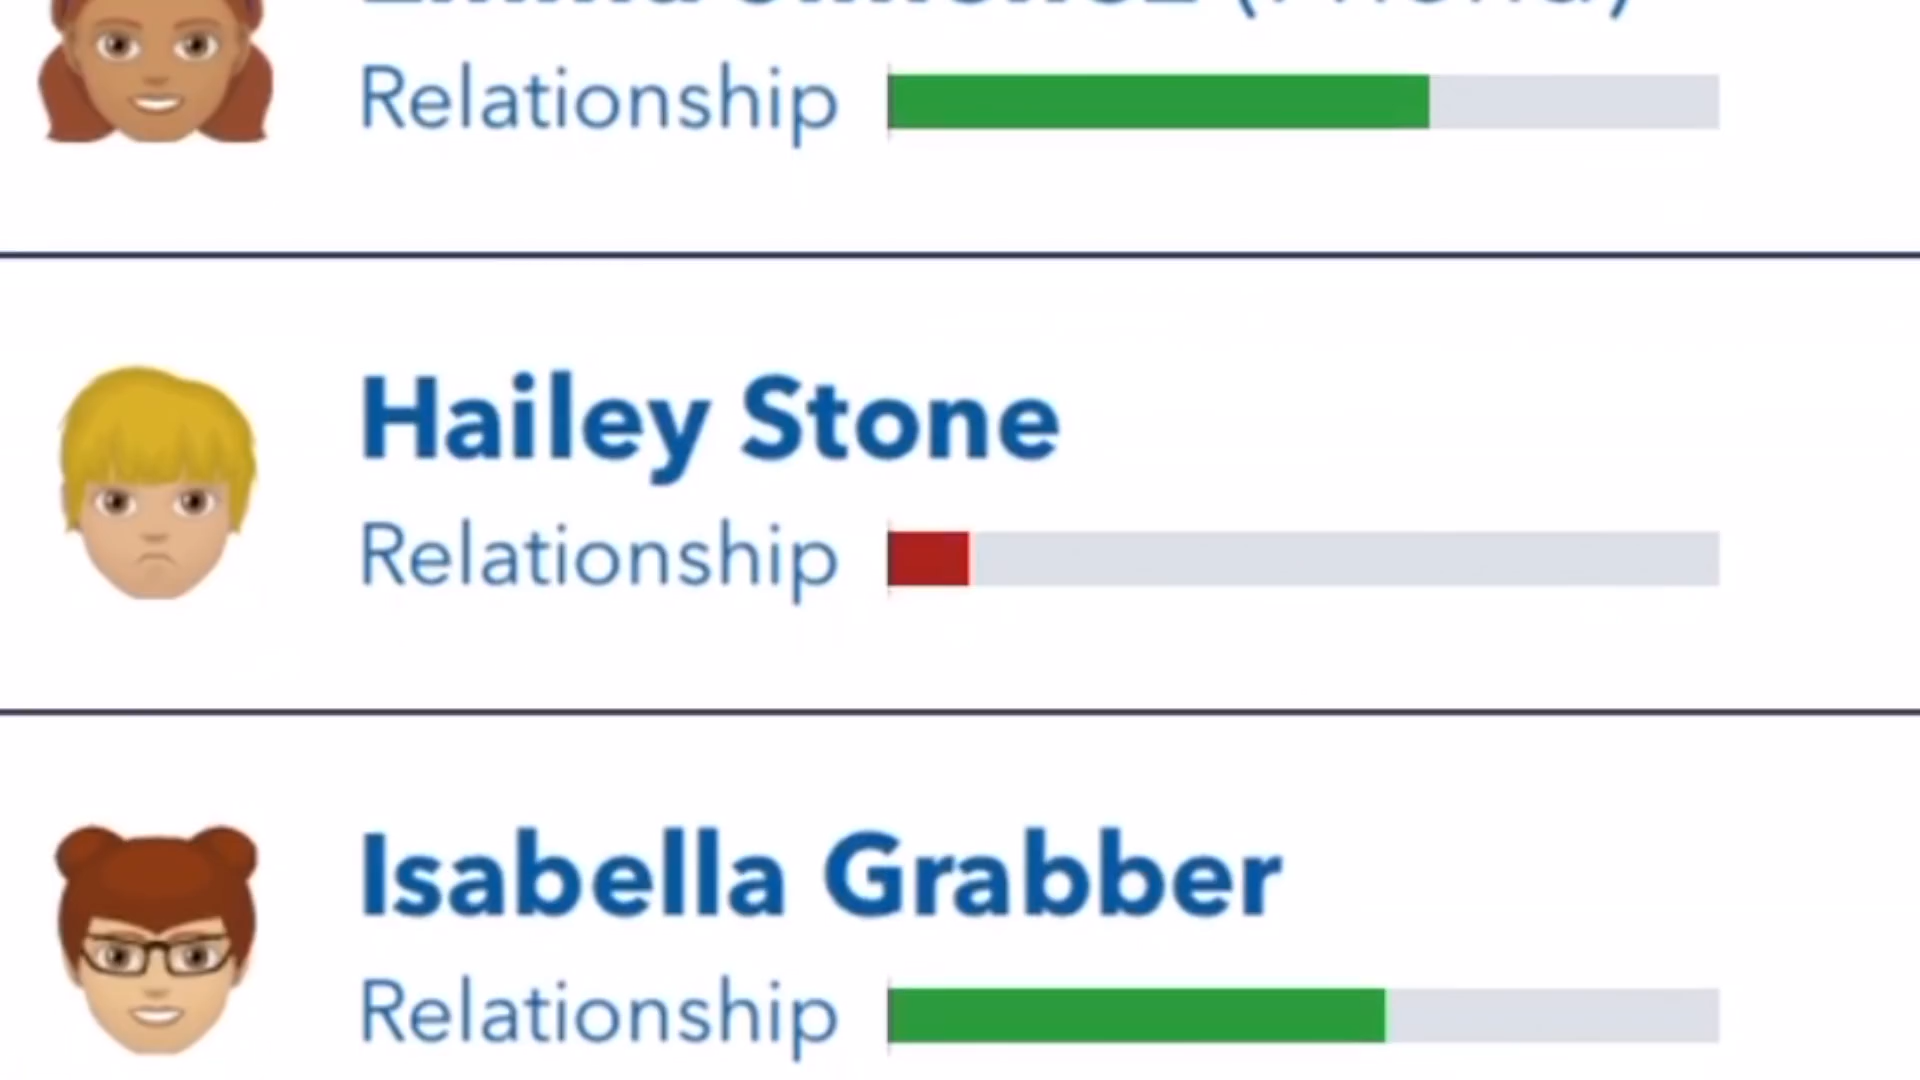 Relationship
Hailey Stone
Relationship
Isabella Grabber
Relationship